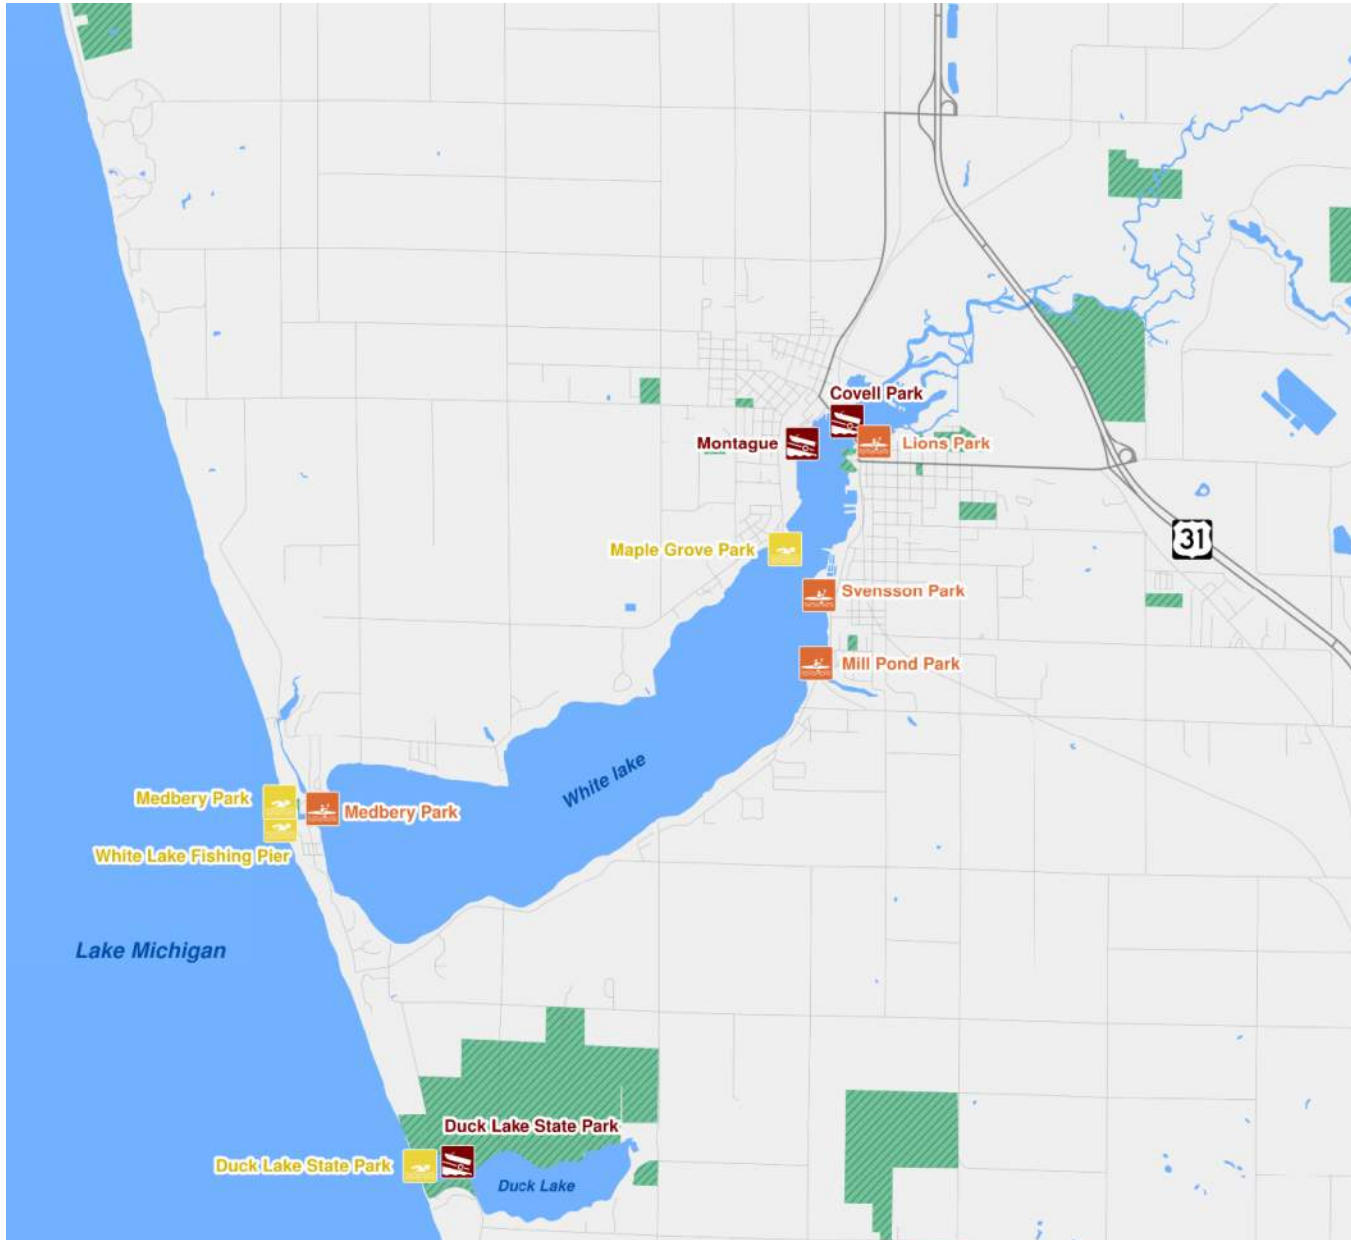 Covell Park
Montague
Lions Park
31
Maple Grove Park
Svensson Park
Mill Pond Park
White lake
Medbery Park
Medbery Park
White Lake Fishing Pier
Lake Michigan
Duck Lake State Park
Duck Lake State Park
Duck Lake